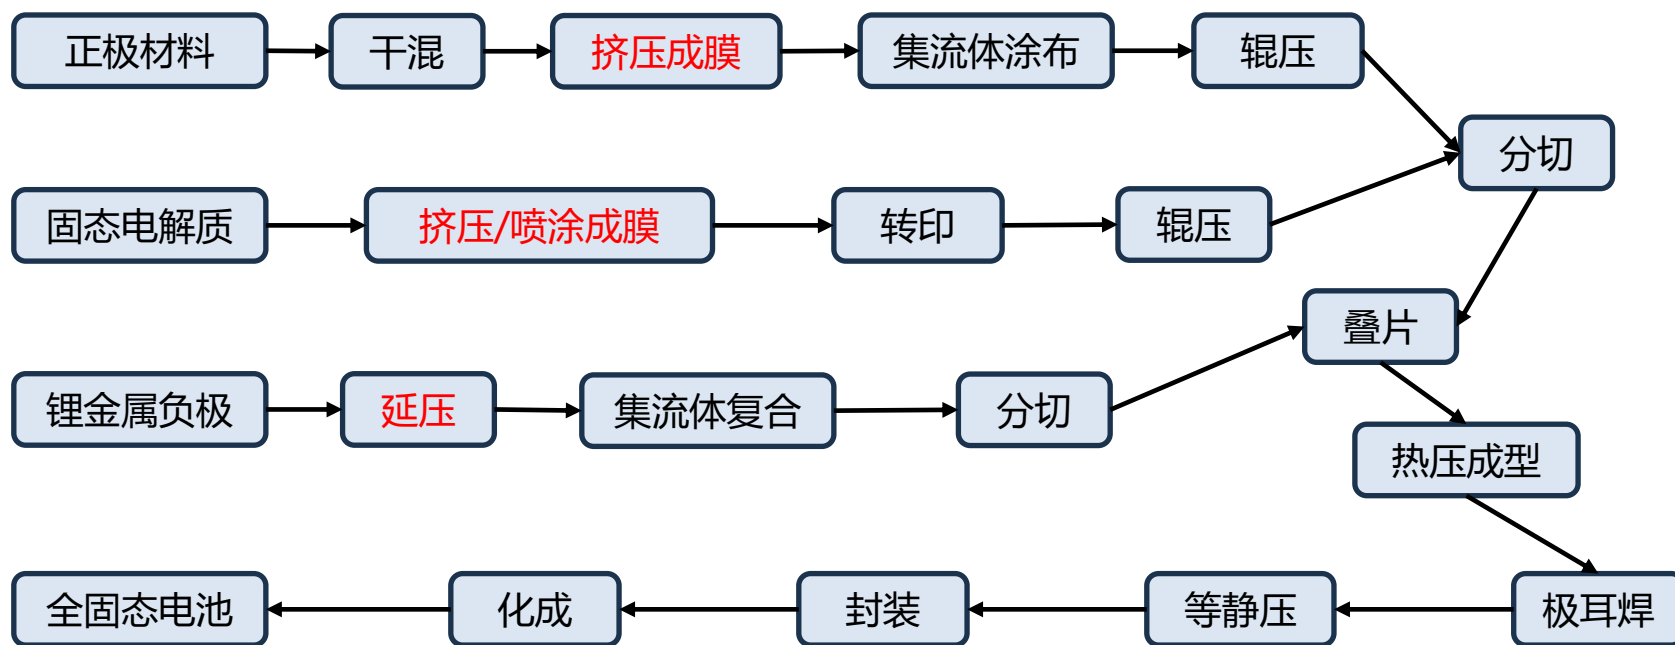 正极材料
干混
挤压成膜
集流体涂布
辊压
分切
固态电解质
挤压/喷涂成膜
转印
辊压
叠片
锂金属负极
延压
集流体复合
分切
热压成型
全固态电池
化成
封装
等静压
极耳焊